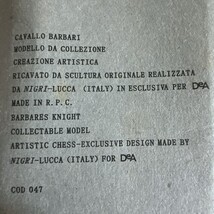 CAVALLO BARBARI
MODELLO DA COLLEZIONE
CREAZIONE ARTISTICA
RICAVATO DA SCULTURA ORIGINALE REALIZZATA
DA NIGRI-LUCCA (ITALY) IN ESCLUSIVA PER DeA
MADE IN R.P.C.
BARBARES KNIGHT
COLLECTABLE MODEL
ARTISTIC CHESS-EXCLUSIVE DESIGN MADE BY
NIGRI-LUCCA (ITALY) FOR DeA
COD 047